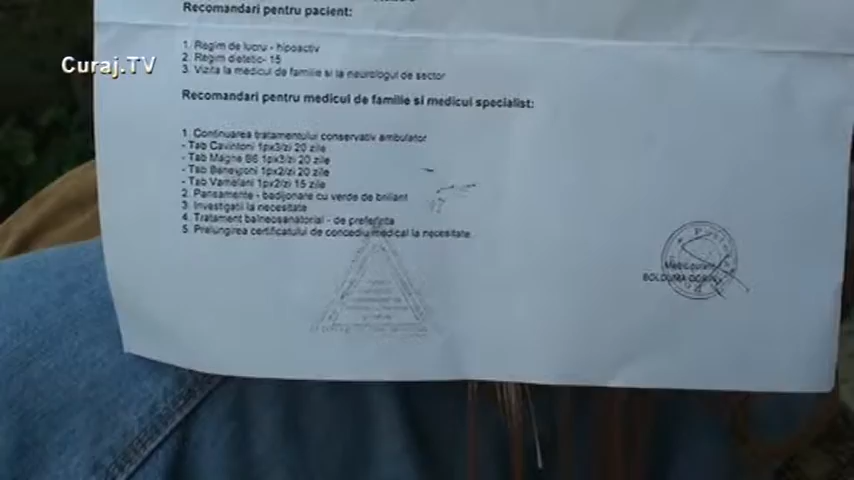 Recomandari pentru pacient:
1. Regim de lucru - hipoactiv
2. Regim dietetic- 15
3. Vizita la medicul de familie si la neurologul de sector
Curaj.TV
Recomandari pentru medicul de familie si medicul specialist:
1. Continuarea tratamentului conservativ ambulator
- Tab Cavintoni 1px3/zi 20 zile
- Tab Magne B6 1px3/zi 20 zile
- Tab 1px2/zi 20 zile
- Tab 1px2/zi 15 zile
2. Pansamente - badijonare cu verde de briliant
3. Investigatii la necesitate
4. Tratament balneosanatorial - de preferinta
5. Prelungirea certificatului de concediu medical la necesitate